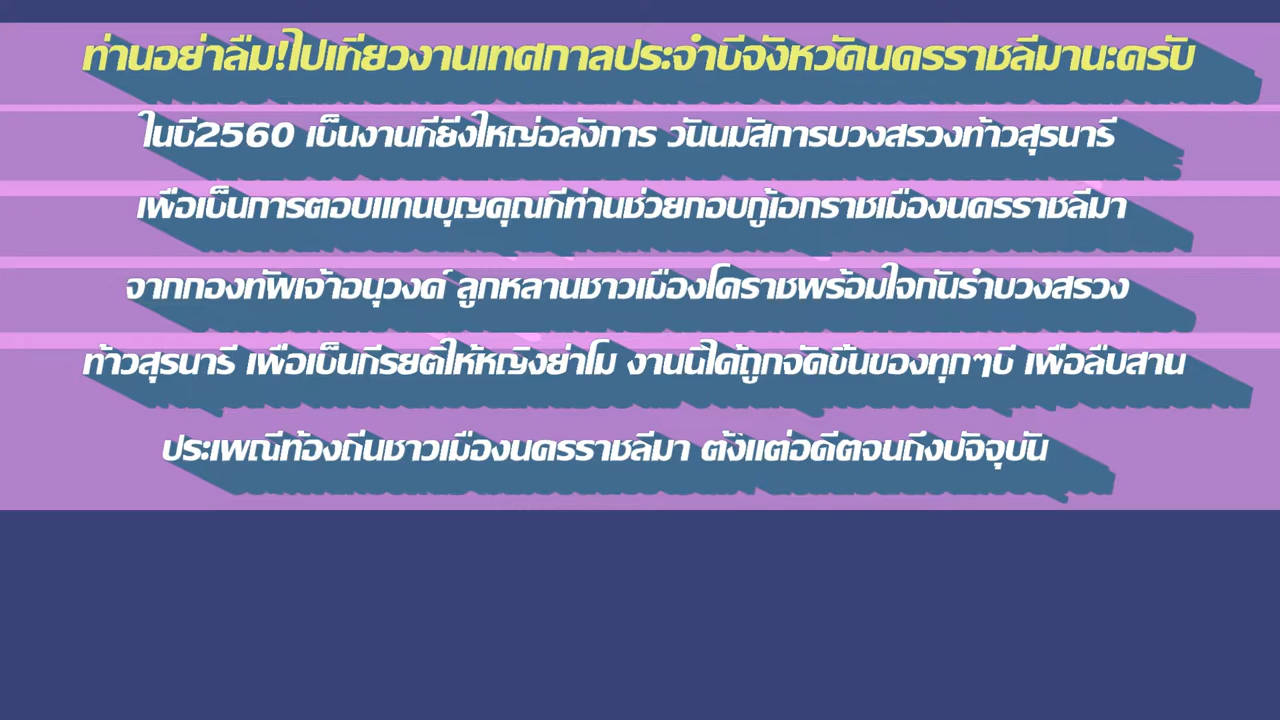 ท่านอย่าลืม!ไปเที่ยวงานเทศกาลประจำปีจังหวัดนครราชสีมานะครับ
ในปี2560 เป็นงานที่ยิ่งใหญ่อลังการ วันนมัสการบวงสรวงท้าวสุรนารี
เพื่อเป็นการตอบแทนบุญคุณที่ท่านช่วยกอบกู้เอกราชเมืองนครราชสีมา
จากกองทัพเจ้าอนุวงค์ ลูกหลานชาวเมืองโคราชพร้อมใจกันรำบวงสรวง
ท้าวสุรนารี เพื่อเป็นกีรยติให้หญิงย่าโม งานนี้ได้ถูกจัดขึ้นของทุกๆปี เพื่อสืบสาน
ประเพณีท้องถิ่นชาวเมืองนครราชสีมา ตั้งแต่อดีตจนถึงปัจจุบัน